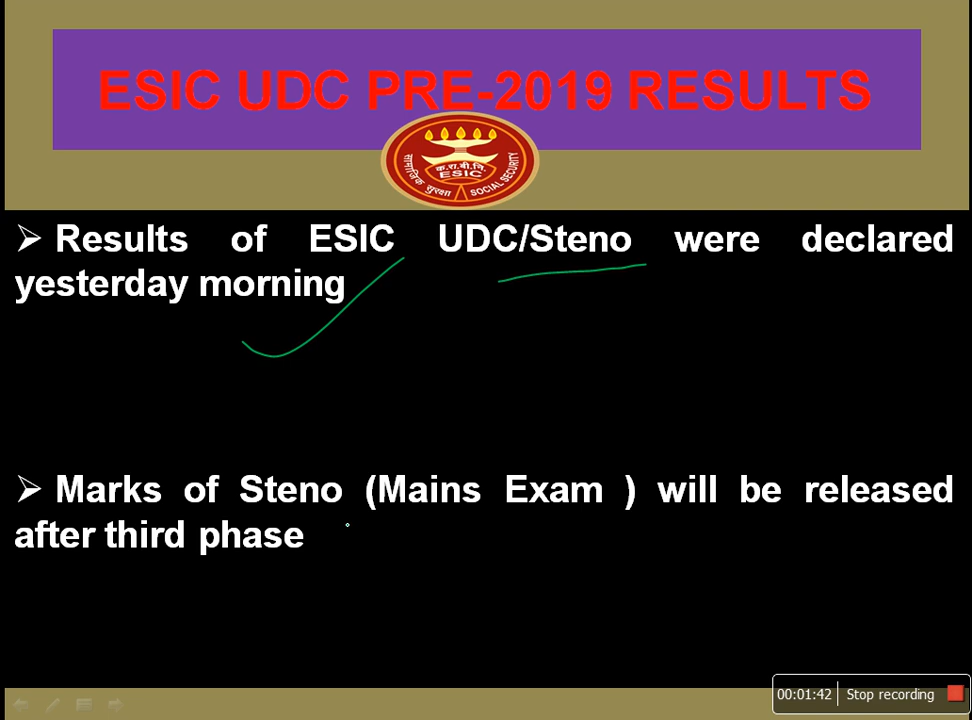 ESIC UDC PRE-2019 RESULTS
क.रा.बी.नि.
ESIC
सामाजिक सुरक्षा
SOCIAL SECURITY
➢ Results of ESIC UDC/Steno were declared
yesterday morning
➢ Marks of Steno (Mains Exam ) will be released
after third phase
00:01:42 Stop recording